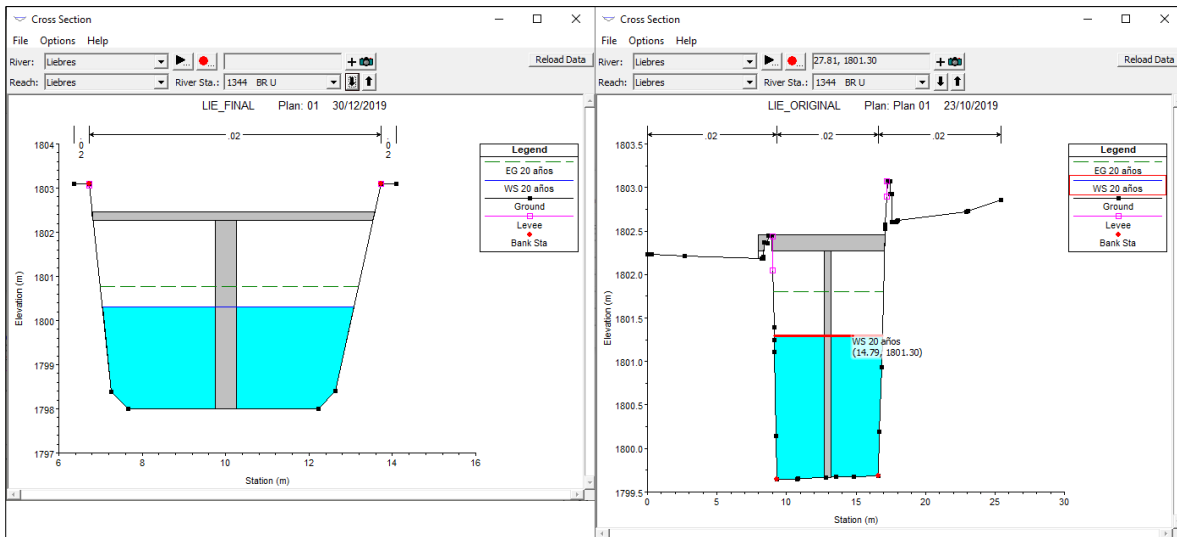 Cross Section
File Options Help
River: Liebres
Reload Data
Reach: Liebres River Sta.: 1344 BR U
LIE_FINAL Plan: 01 30/12/2019
.02 .02 .02
Legend
EG 20 años
WS 20 años
Ground
Levee
Bank Sta
Elevation (m)
1804
1803
1802
1801
1800
1799
1798
1797
6 8 10 12 14 16
Station (m)
Cross Section
File Options Help
River: Liebres 27.81, 1801.30
Reload Data
Reach: Liebres River Sta.: 1344 BR U
LIE_ORIGINAL Plan: Plan 01 23/10/2019
.02 .02 .02
Legend
EG 20 años
WS 20 años
Ground
Levee
Bank Sta
Elevation (m)
1803.5
1803.0
1802.5
1802.0
1801.5
1801.0
1800.5
1800.0
1799.5
WS 20 años
(14.79, 1801.30)
0 5 10 15 20 25 30
Station (m)